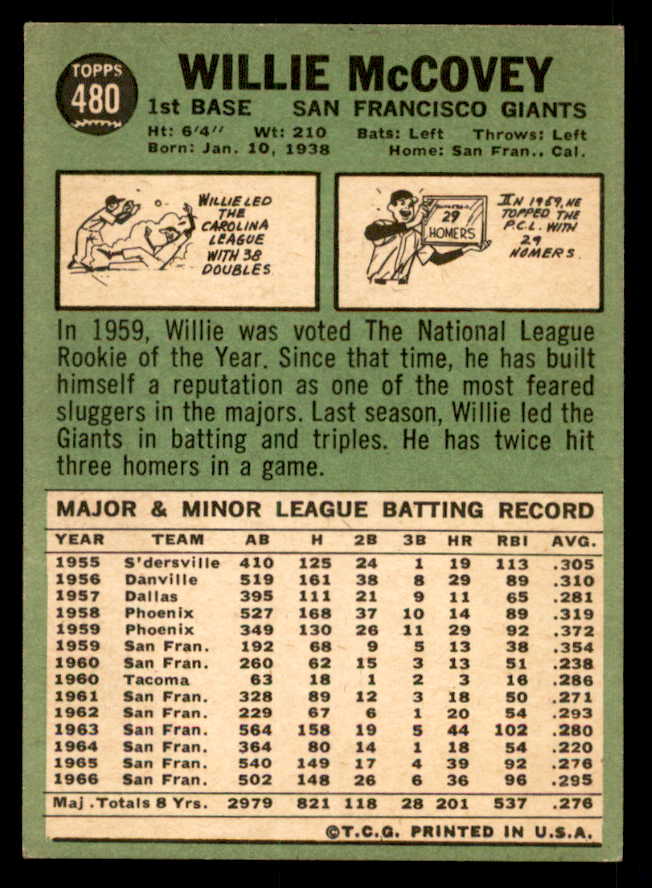 TOPPS
480
WILLIE McCOVEY
1st BASE SAN FRANCISCO GIANTS
Ht: 6'4" Wt: 210 Bats: Left Throws: Left
Born: Jan. 10, 1938 Home: San Fran., Cal.
WILLIE LED
THE
CAROLINA
LEAGUE
WITH 38
DOUBLES
29
HOMERS
IN 1959, HE
TOPPED THE
P.C.L. WITH
29
HOMERS.
In 1959, Willie was voted The National League
Rookie of the Year. Since that time, he has built
himself a reputation as one of the most feared
sluggers in the majors. Last season, Willie led the
Giants in batting and triples. He has twice hit
three homers in a game.
MAJOR & MINOR LEAGUE BATTING RECORD
YEAR TEAM AB H 2B 3B HR RBI AVG.
1955 S'dersville 410 125 24 1 19 113 .305
1956 Danville 519 161 38 8 29 89 .310
1957 Dallas 395 111 21 9 11 65 .281
1958 Phoenix 527 168 37 10 14 89 .319
1959 Phoenix 349 130 26 11 29 92 .372
1959 San Fran. 192 68 9 5 13 38 .354
1960 San Fran. 260 62 15 3 13 51 .238
1960 Tacoma 63 18 1 2 3 16 .286
1961 San Fran. 328 89 12 3 18 50 .271
1962 San Fran. 229 67 6 1 20 54 .293
1963 San Fran. 564 158 19 5 44 102 .280
1964 San Fran. 364 80 14 1 18 54 .220
1965 San Fran. 540 149 17 4 39 92 .276
1966 San Fran. 502 148 26 6 36 96 .295
Maj. Totals 8 Yrs. 2979 821 118 28 201 537 .276
©T.C.G. PRINTED IN U.S.A.